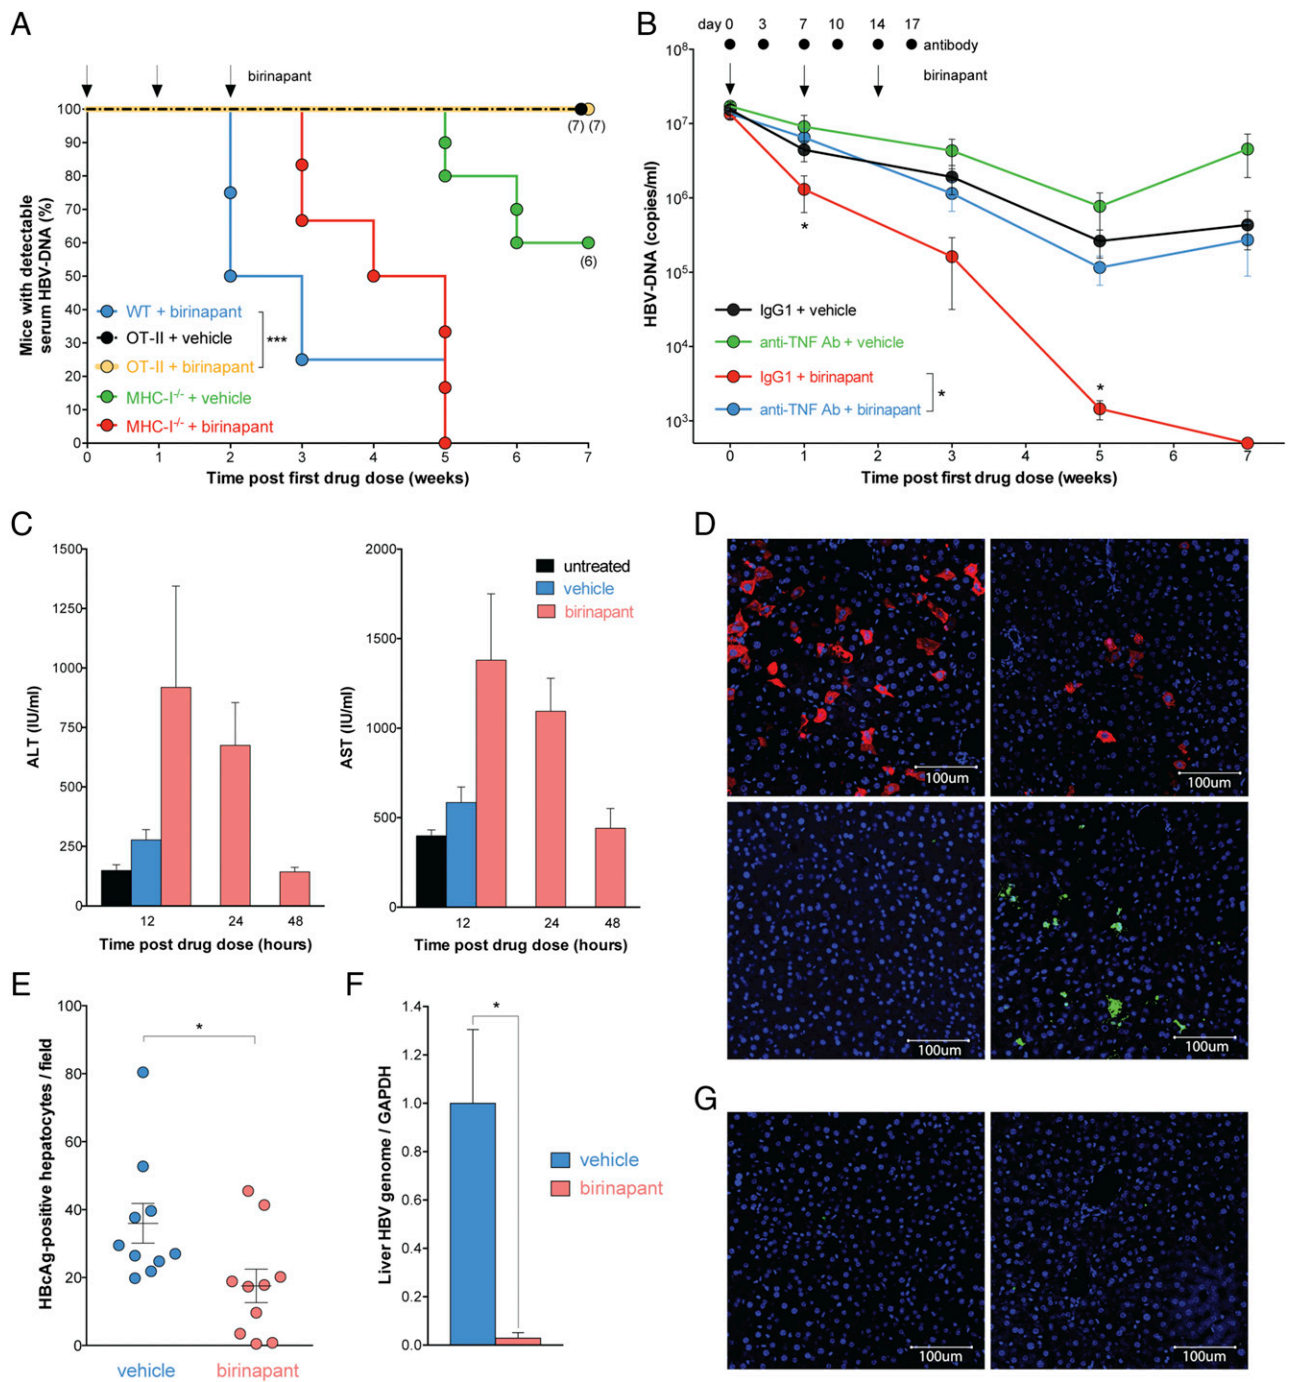 A
birinapant
100
90
80
70
60
50
40
30
20
10
0
Mice with detectable
serum HBV-DNA (%)
(7) (7)
(6)
WT + birinapant
OT-II + vehicle
***
OT-II + birinapant
MHC-I-/- + vehicle
MHC-I-/- + birinapant
0 1 2 3 4 5 6 7
Time post first drug dose (weeks)
B
day 0 3 7 10 14 17
antibody
birinapant
10^8
10^7
10^6
10^5
10^4
10^3
HBV-DNA (copies/ml)
*
*
IgG1 + vehicle
anti-TNF Ab + vehicle
IgG1 + birinapant
*
anti-TNF Ab + birinapant
0 1 2 3 4 5 6 7
Time post first drug dose (weeks)
C
1500
1250
1000
750
500
250
0
ALT (IU/ml)
12 24 48
Time post drug dose (hours)
2000
1500
1000
500
0
AST (IU/ml)
untreated
vehicle
birinapant
12 24 48
Time post drug dose (hours)
D
100um
100um
100um
100um
E
100
80
60
40
20
0
HBcAg-positive hepatocytes / field
*
vehicle birinapant
F
1.4
1.2
1.0
0.8
0.6
0.4
0.2
0.0
Liver HBV genome / GAPDH
*
vehicle
birinapant
G
100um
100um